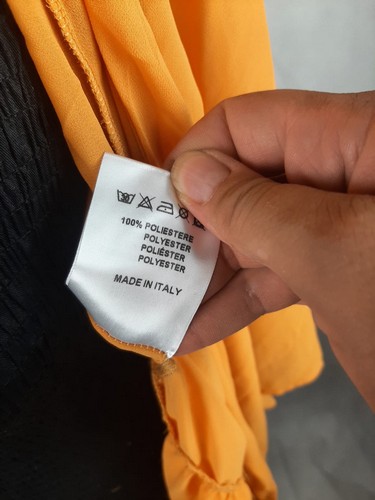 100% POLIESTERE
POLYESTER
POLIÉSTER
POLYESTER
MADE IN ITALY